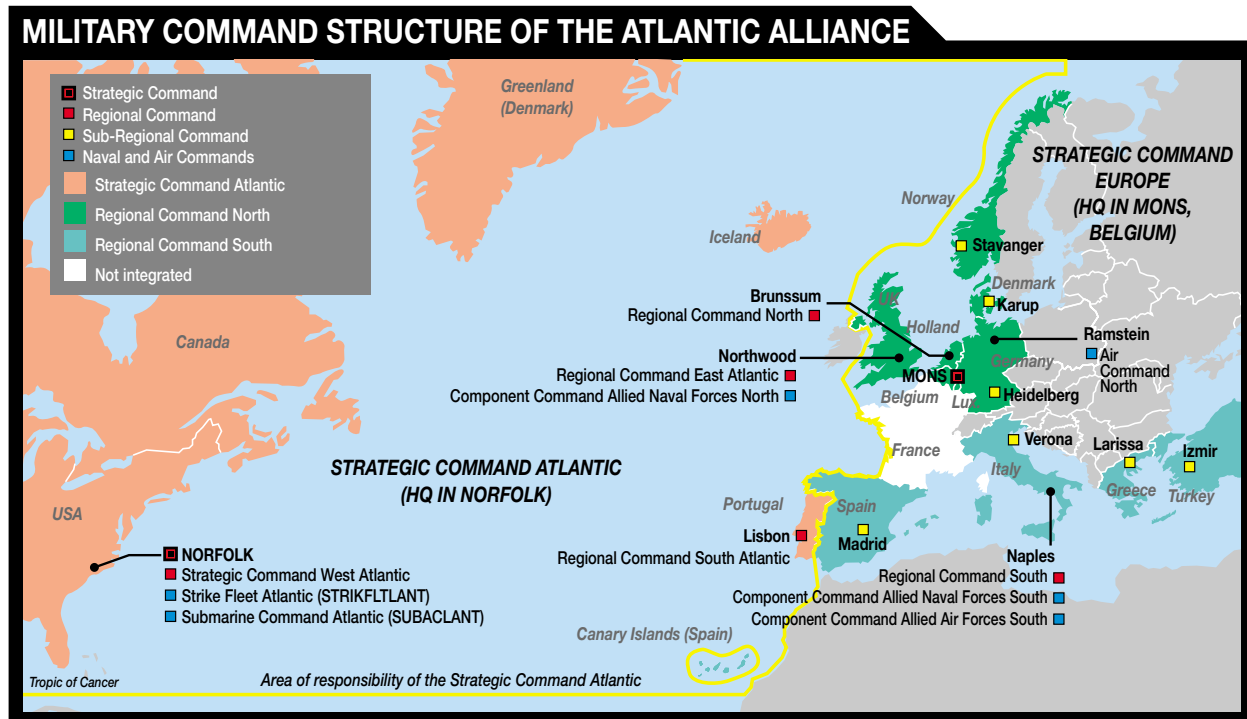 MILITARY COMMAND STRUCTURE OF THE ATLANTIC ALLIANCE
Strategic Command
Regional Command
Sub-Regional Command
Naval and Air Commands
Strategic Command Atlantic
Regional Command North
Regional Command South
Not integrated
Greenland
(Denmark)
STRATEGIC COMMAND
EUROPE
(HQ IN MONS,
BELGIUM)
Norway
Iceland
Stavanger
Denmark
Karup
Brunssum
Regional Command North
UK
Holland
Ramstein
Air
Command
North
Germany
Canada
Northwood
Regional Command East Atlantic
Component Command Allied Naval Forces North
MONS
Belgium
Lux
Heidelberg
France
Verona
Italy
Larissa
Greece
Izmir
Turkey
STRATEGIC COMMAND ATLANTIC
(HQ IN NORFOLK)
USA
Portugal
Spain
Lisbon
Regional Command South Atlantic
Madrid
NORFOLK
Strategic Command West Atlantic
Strike Fleet Atlantic (STRIKFLTLANT)
Submarine Command Atlantic (SUBACLANT)
Naples
Regional Command South
Component Command Allied Naval Forces South
Component Command Allied Air Forces South
Canary Islands (Spain)
Tropic of Cancer
Area of responsibility of the Strategic Command Atlantic